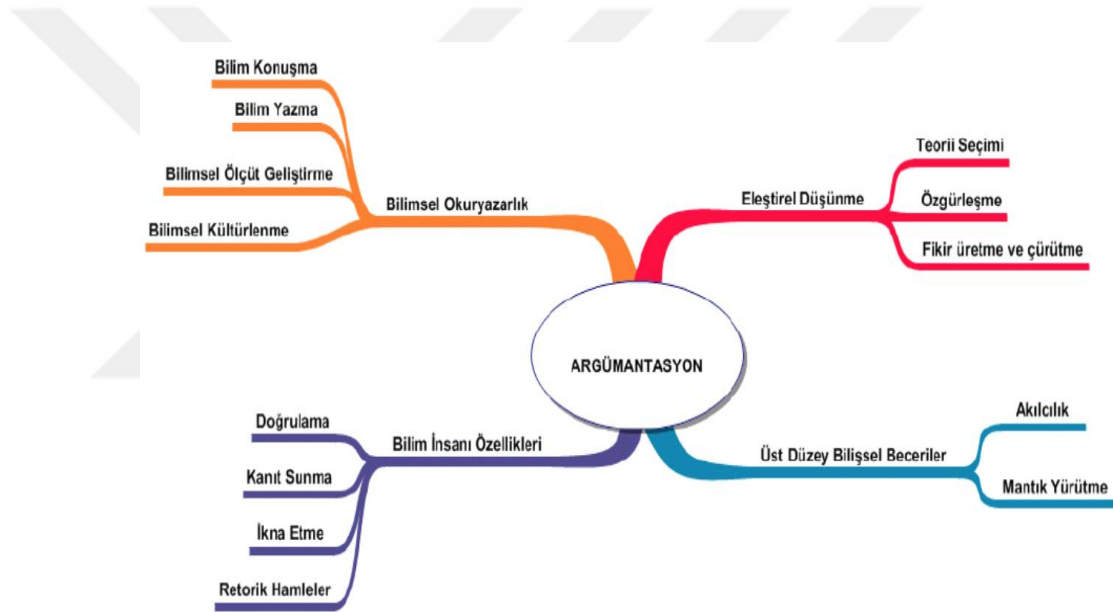 Bilim Konuşma
Bilim Yazma
Bilimsel Ölçüt Geliştirme
Bilimsel Kültürlenme
Bilimsel Okuryazarlık
Eleştirel Düşünme
Teorii Seçimi
Özgürleşme
Fikir üretme ve çürütme
ARGÜMANTASYON
Doğrulama
Kanıt Sunma
İkna Etme
Retorik Hamleler
Bilim İnsanı Özellikleri
Üst Düzey Bilişsel Beceriler
Akılcılık
Mantık Yürütme